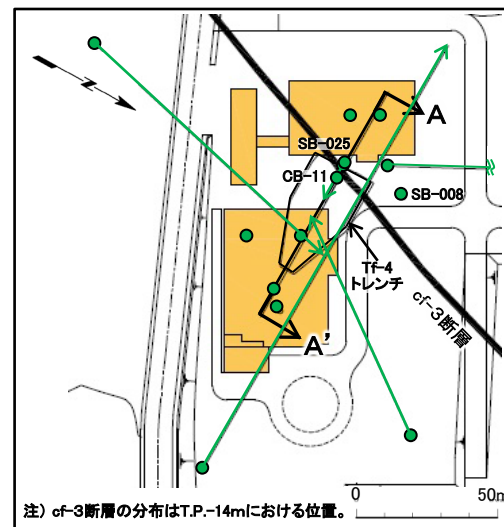 N
A
SB-025
CB-11
SB-008
Tf-4
トレンチ
cf-3断層
A'
0 50m
注) cf-3断層の分布はT.P.-14mにおける位置。